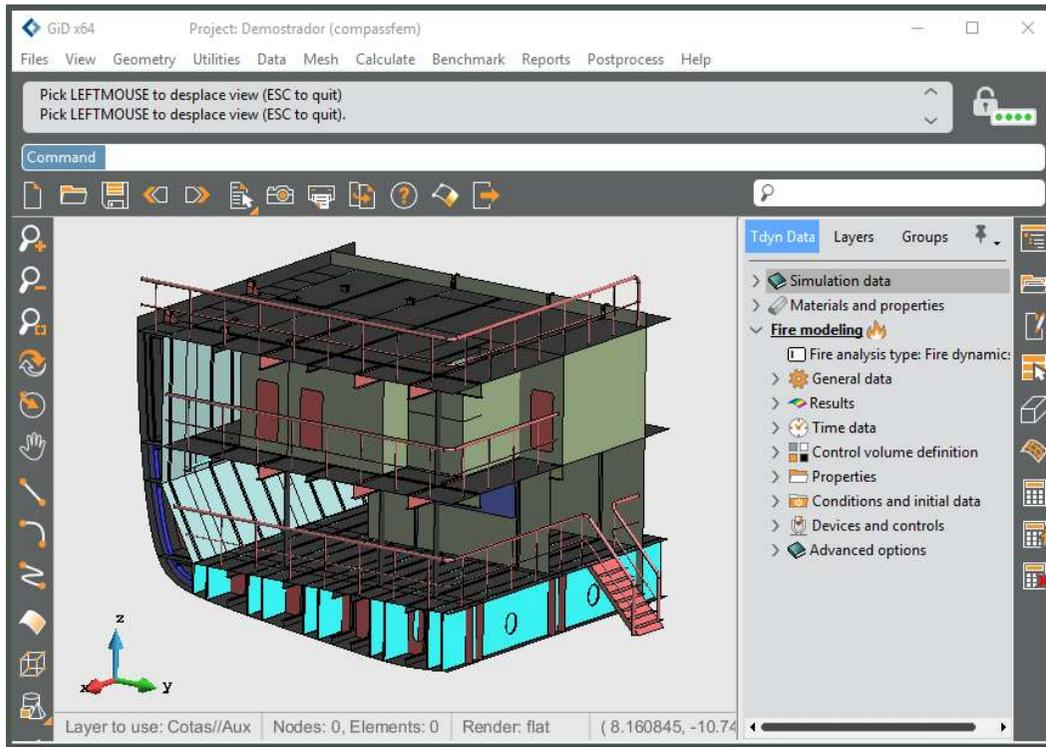 GiD x64 Project: Demostrador (compassfem)
Files View Geometry Utilities Data Mesh Calculate Benchmark Reports Postprocess Help
Pick LEFTMOUSE to desplace view (ESC to quit)
Pick LEFTMOUSE to desplace view (ESC to quit).
Command
Tdyn Data Layers Groups
Simulation data
Materials and properties
Fire modeling
Fire analysis type: Fire dynamic
General data
Results
Time data
Control volume definition
Properties
Conditions and initial data
Devices and controls
Advanced options
z
x y
Layer to use: Cotas//Aux Nodes: 0, Elements: 0 Render: flat ( 8.160845, -10.74